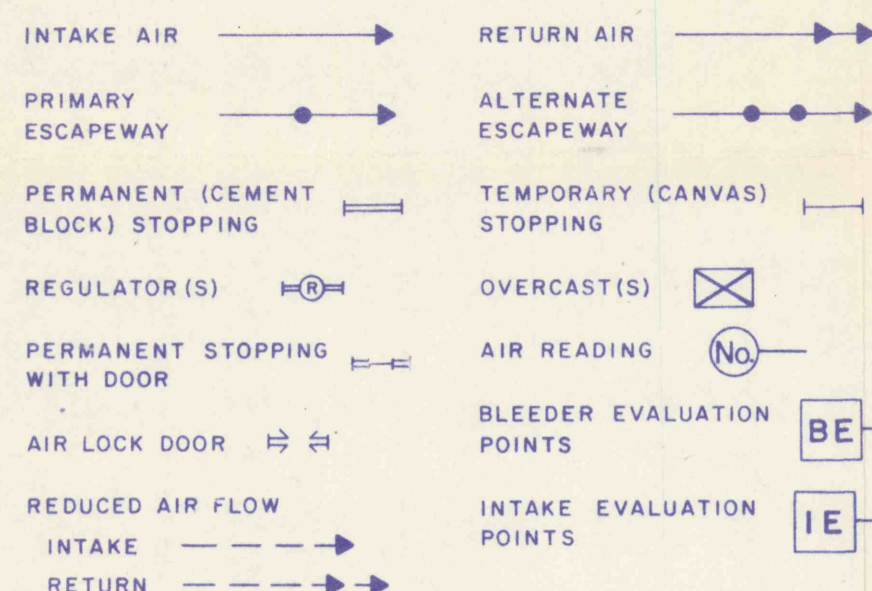 INTAKE AIR
PRIMARY
ESCAPEWAY
PERMANENT (CEMENT
BLOCK) STOPPING
REGULATOR(S) R
PERMANENT STOPPING
WITH DOOR
AIR LOCK DOOR
REDUCED AIR FLOW
INTAKE
RETURN
RETURN AIR
ALTERNATE
ESCAPEWAY
TEMPORARY (CANVAS)
STOPPING
OVERCAST(S)
AIR READING No.
BLEEDER EVALUATION
POINTS
BE
INTAKE EVALUATION
POINTS
IE